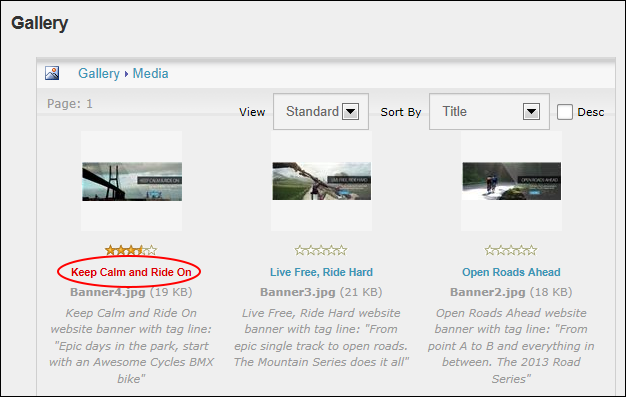 Gallery
Gallery Media
Page: 1
View Standard Sort By Title Desc
KEEP CALM & RIDE ON
LIVE FREE, RIDE HARD
OPEN ROADS AHEAD
Keep Calm and Ride On
Live Free, Ride Hard
Open Roads Ahead
Banner4.jpg (19 KB)
Banner3.jpg (21 KB)
Banner2.jpg (18 KB)
Keep Calm and Ride On
website banner with tag line:
"Epic days in the park, start
with an Awesome Cycles BMX
bike"
Live Free, Ride Hard website
banner with tag line: "From
epic single track to open roads.
The Mountain Series does it all"
Open Roads Ahead website
banner with tag line: "From
point A to B and everything in
between. The 2013 Road
Series"